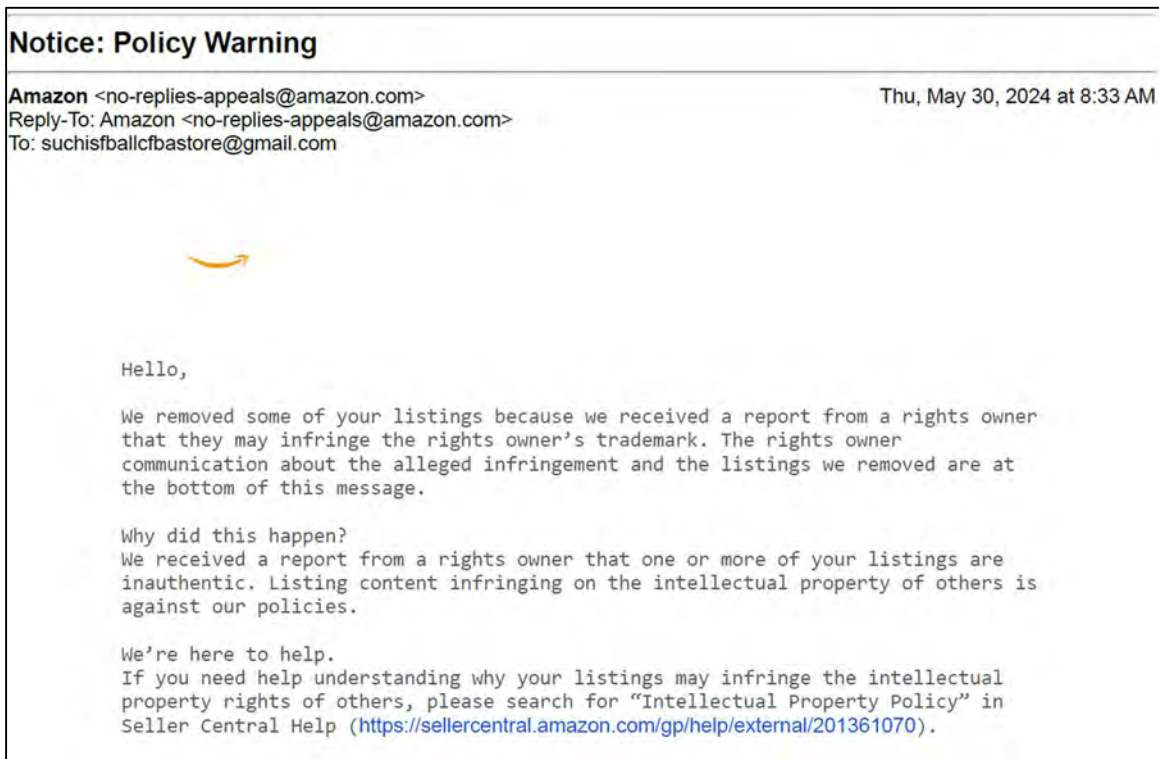 Notice: Policy Warning
Amazon <no-replies-appeals@amazon.com>
Thu, May 30, 2024 at 8:33 AM
Reply-To: Amazon <no-replies-appeals@amazon.com>
To: suchisfballcfbastore@gmail.com
Hello,
We removed some of your listings because we received a report from a rights owner
that they may infringe the rights owner’s trademark. The rights owner
communication about the alleged infringement and the listings we removed are at
the bottom of this message.
Why did this happen?
We received a report from a rights owner that one or more of your listings are
inauthentic. Listing content infringing on the intellectual property of others is
against our policies.
We’re here to help.
If you need help understanding why your listings may infringe the intellectual
property rights of others, please search for “Intellectual Property Policy” in
Seller Central Help (https://sellercentral.amazon.com/gp/help/external/201361070).